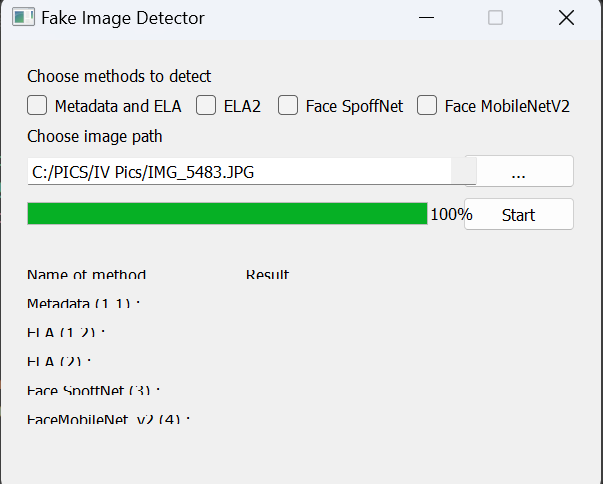 Fake Image Detector
Choose methods to detect
Metadata and ELA ELA2 Face SpoffNet Face MobileNetV2
Choose image path
C:/PICS/IV Pics/IMG_5483.JPG ...
100% Start
Name of method Result
Metadata (1.1) :
ELA (1.2) :
ELA (2) :
Face SpoffNet (3) :
FaceMobileNet_v2 (4) :